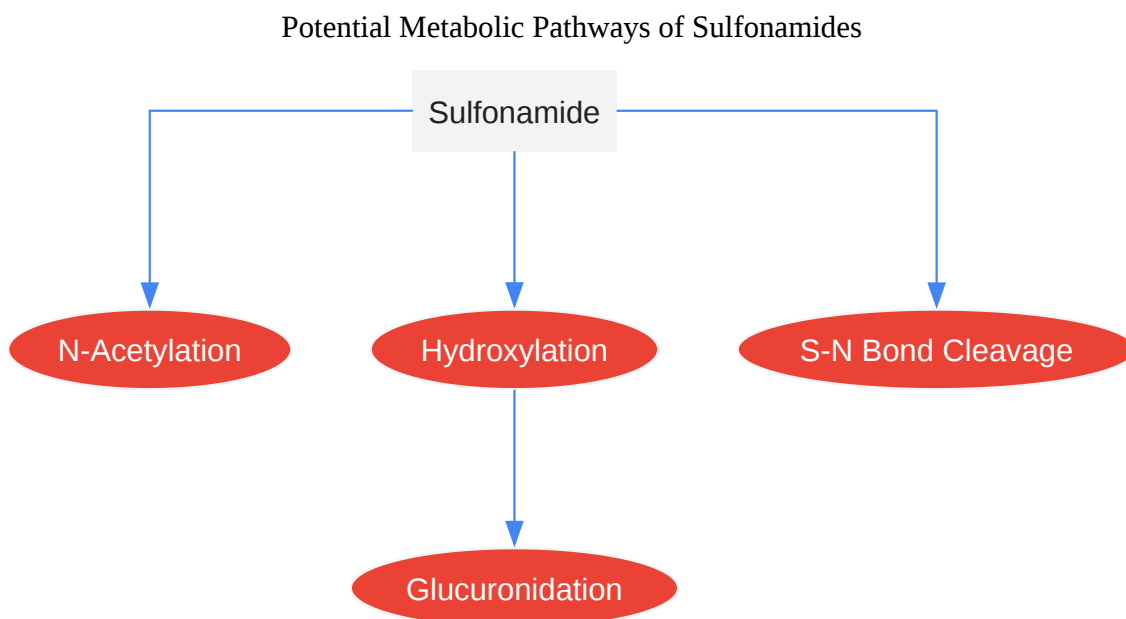 Potential Metabolic Pathways of Sulfonamides
Sulfonamide
N-Acetylation
Hydroxylation
S-N Bond Cleavage
Glucuronidation